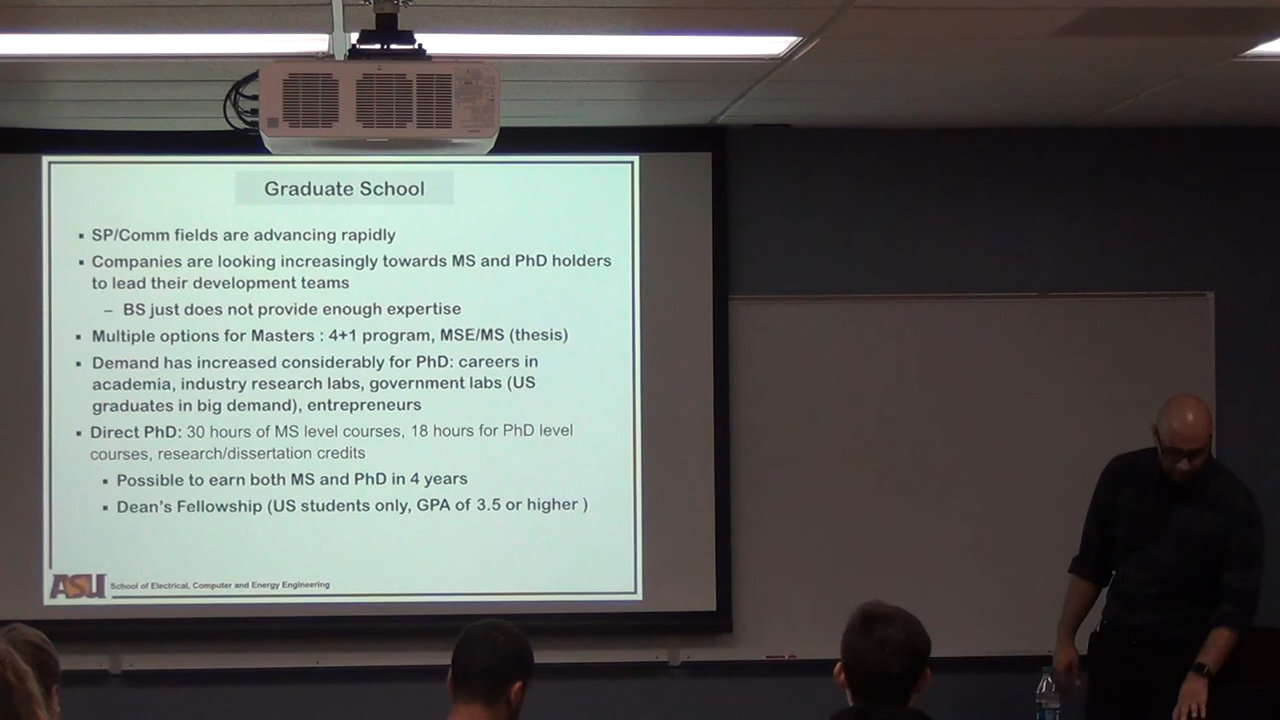 Graduate School
▪ SP/Comm fields are advancing rapidly
▪ Companies are looking increasingly towards MS and PhD holders
to lead their development teams
– BS just does not provide enough expertise
▪ Multiple options for Masters : 4+1 program, MSE/MS (thesis)
▪ Demand has increased considerably for PhD: careers in
academia, industry research labs, government labs (US
graduates in big demand), entrepreneurs
▪ Direct PhD: 30 hours of MS level courses, 18 hours for PhD level
courses, research/dissertation credits
▪ Possible to earn both MS and PhD in 4 years
▪ Dean's Fellowship (US students only, GPA of 3.5 or higher )
ASU School of Electrical, Computer and Energy Engineering